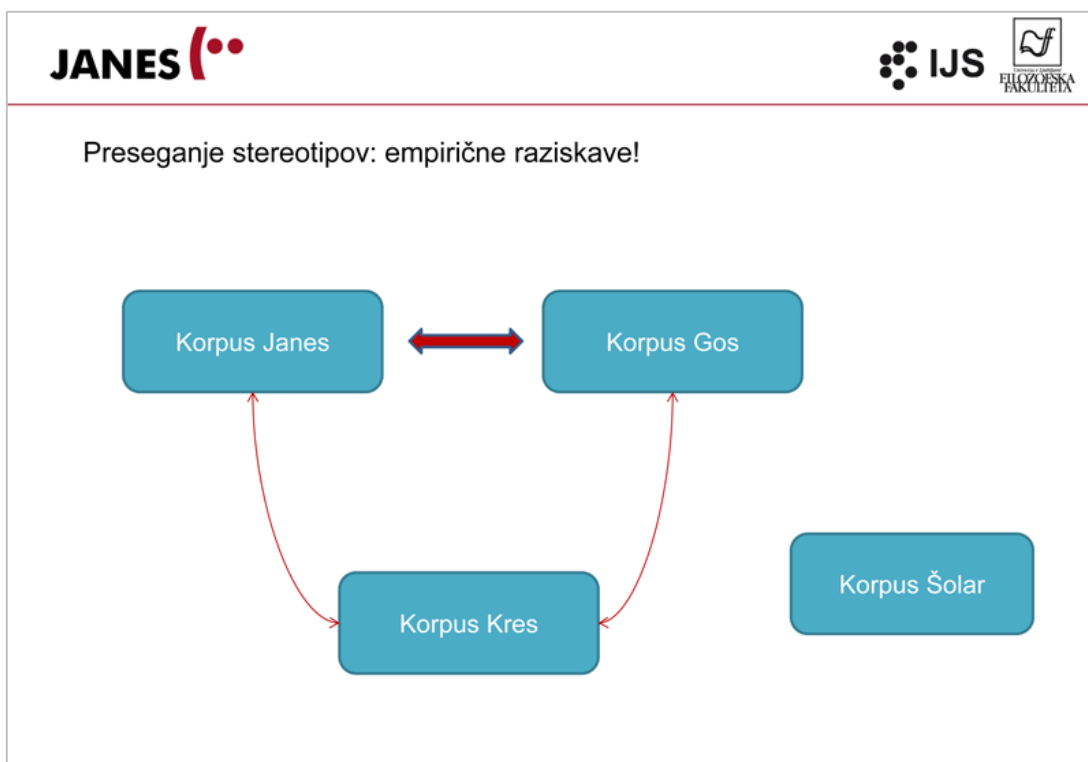 JANES
IJS
FILOZOFSKA
FAKULTETA
Preseganje stereotipov: empirične raziskave!
Korpus Janes
Korpus Gos
Korpus Šolar
Korpus Kres